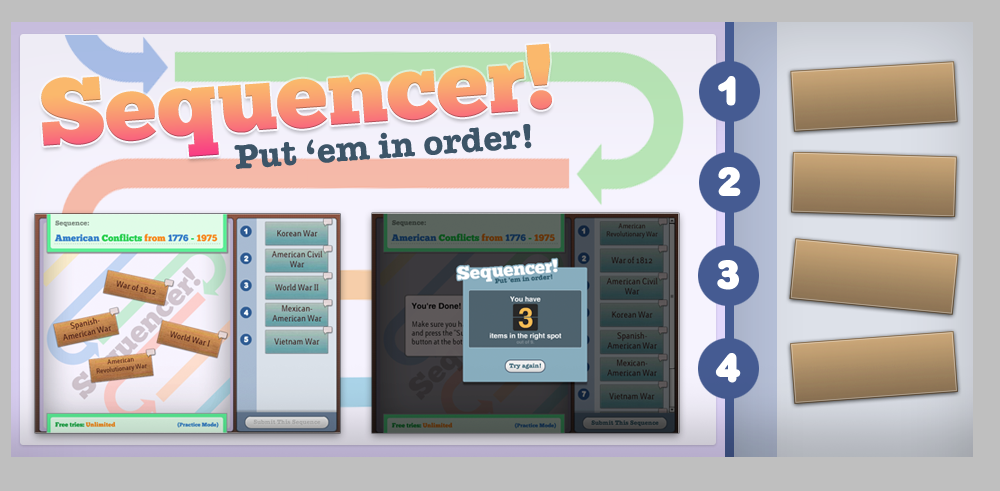 Sequencer!
Put ‘em in order!
Sequence:
American Conflicts from 1776 - 1975
War of 1812
Spanish-
American War
World War I
American
Revolutionary War
1
Korean War
2
American Civil
War
3
World War II
4
Mexican-
American War
5
Vietnam War
Free tries: Unlimited
(Practice Mode)
Submit This Sequence
Sequence:
American Conflicts from 1776 - 1975
You're Done!
Make sure you h
and press the "Se
button at the bot
Sequencer!
Put 'em in order!
You have
3
items in the right spot
Try again!
1
American
Revolutionary War
2
War of 1812
American Civil
War
Korean War
Spanish-
American War
Mexican-
American War
7
Vietnam War
Free tries: Unlimited
(Practice Mode)
Submit This Sequence
1
2
3
4